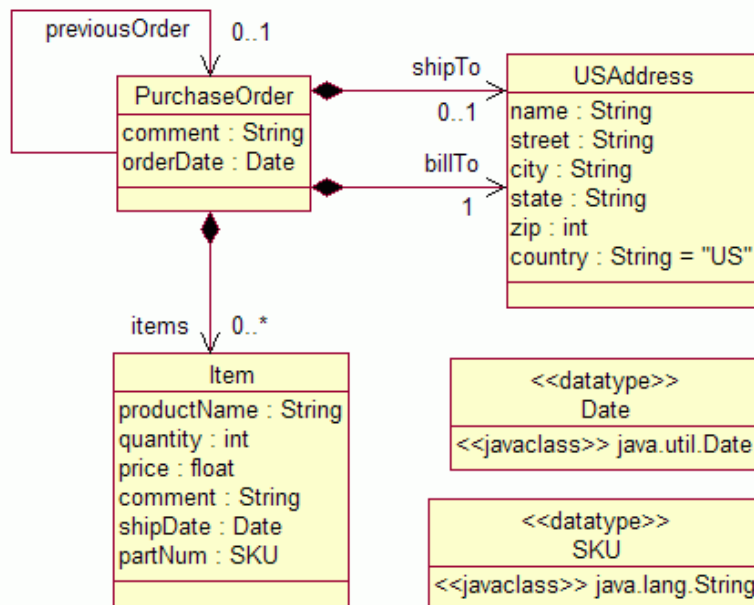 previousOrder
0..1
PurchaseOrder
comment : String
orderDate : Date
shipTo
0..1
billTo
1
USAddress
name : String
street : String
city : String
state : String
zip : int
country : String = "US"
items
0..*
Item
productName : String
quantity : int
price : float
comment : String
shipDate : Date
partNum : SKU
<<datatype>>
Date
<<javaclass>> java.util.Date
<<datatype>>
SKU
<<javaclass>> java.lang.String